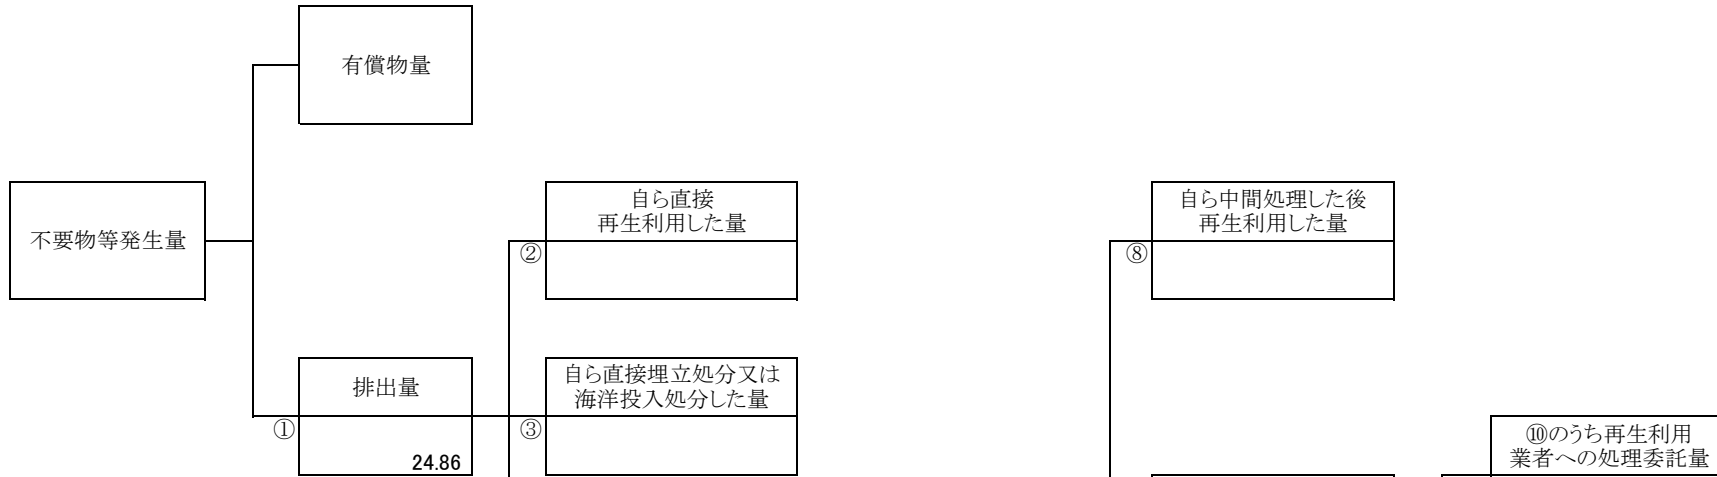 有償物量
不要物等発生量
自ら直接
再生利用した量
②
自ら中間処理した後
再生利用した量
⑧
排出量
①
24.86
自ら直接埋立処分又は
海洋投入処分した量
③
⑩のうち再生利用
業者への処理委託量